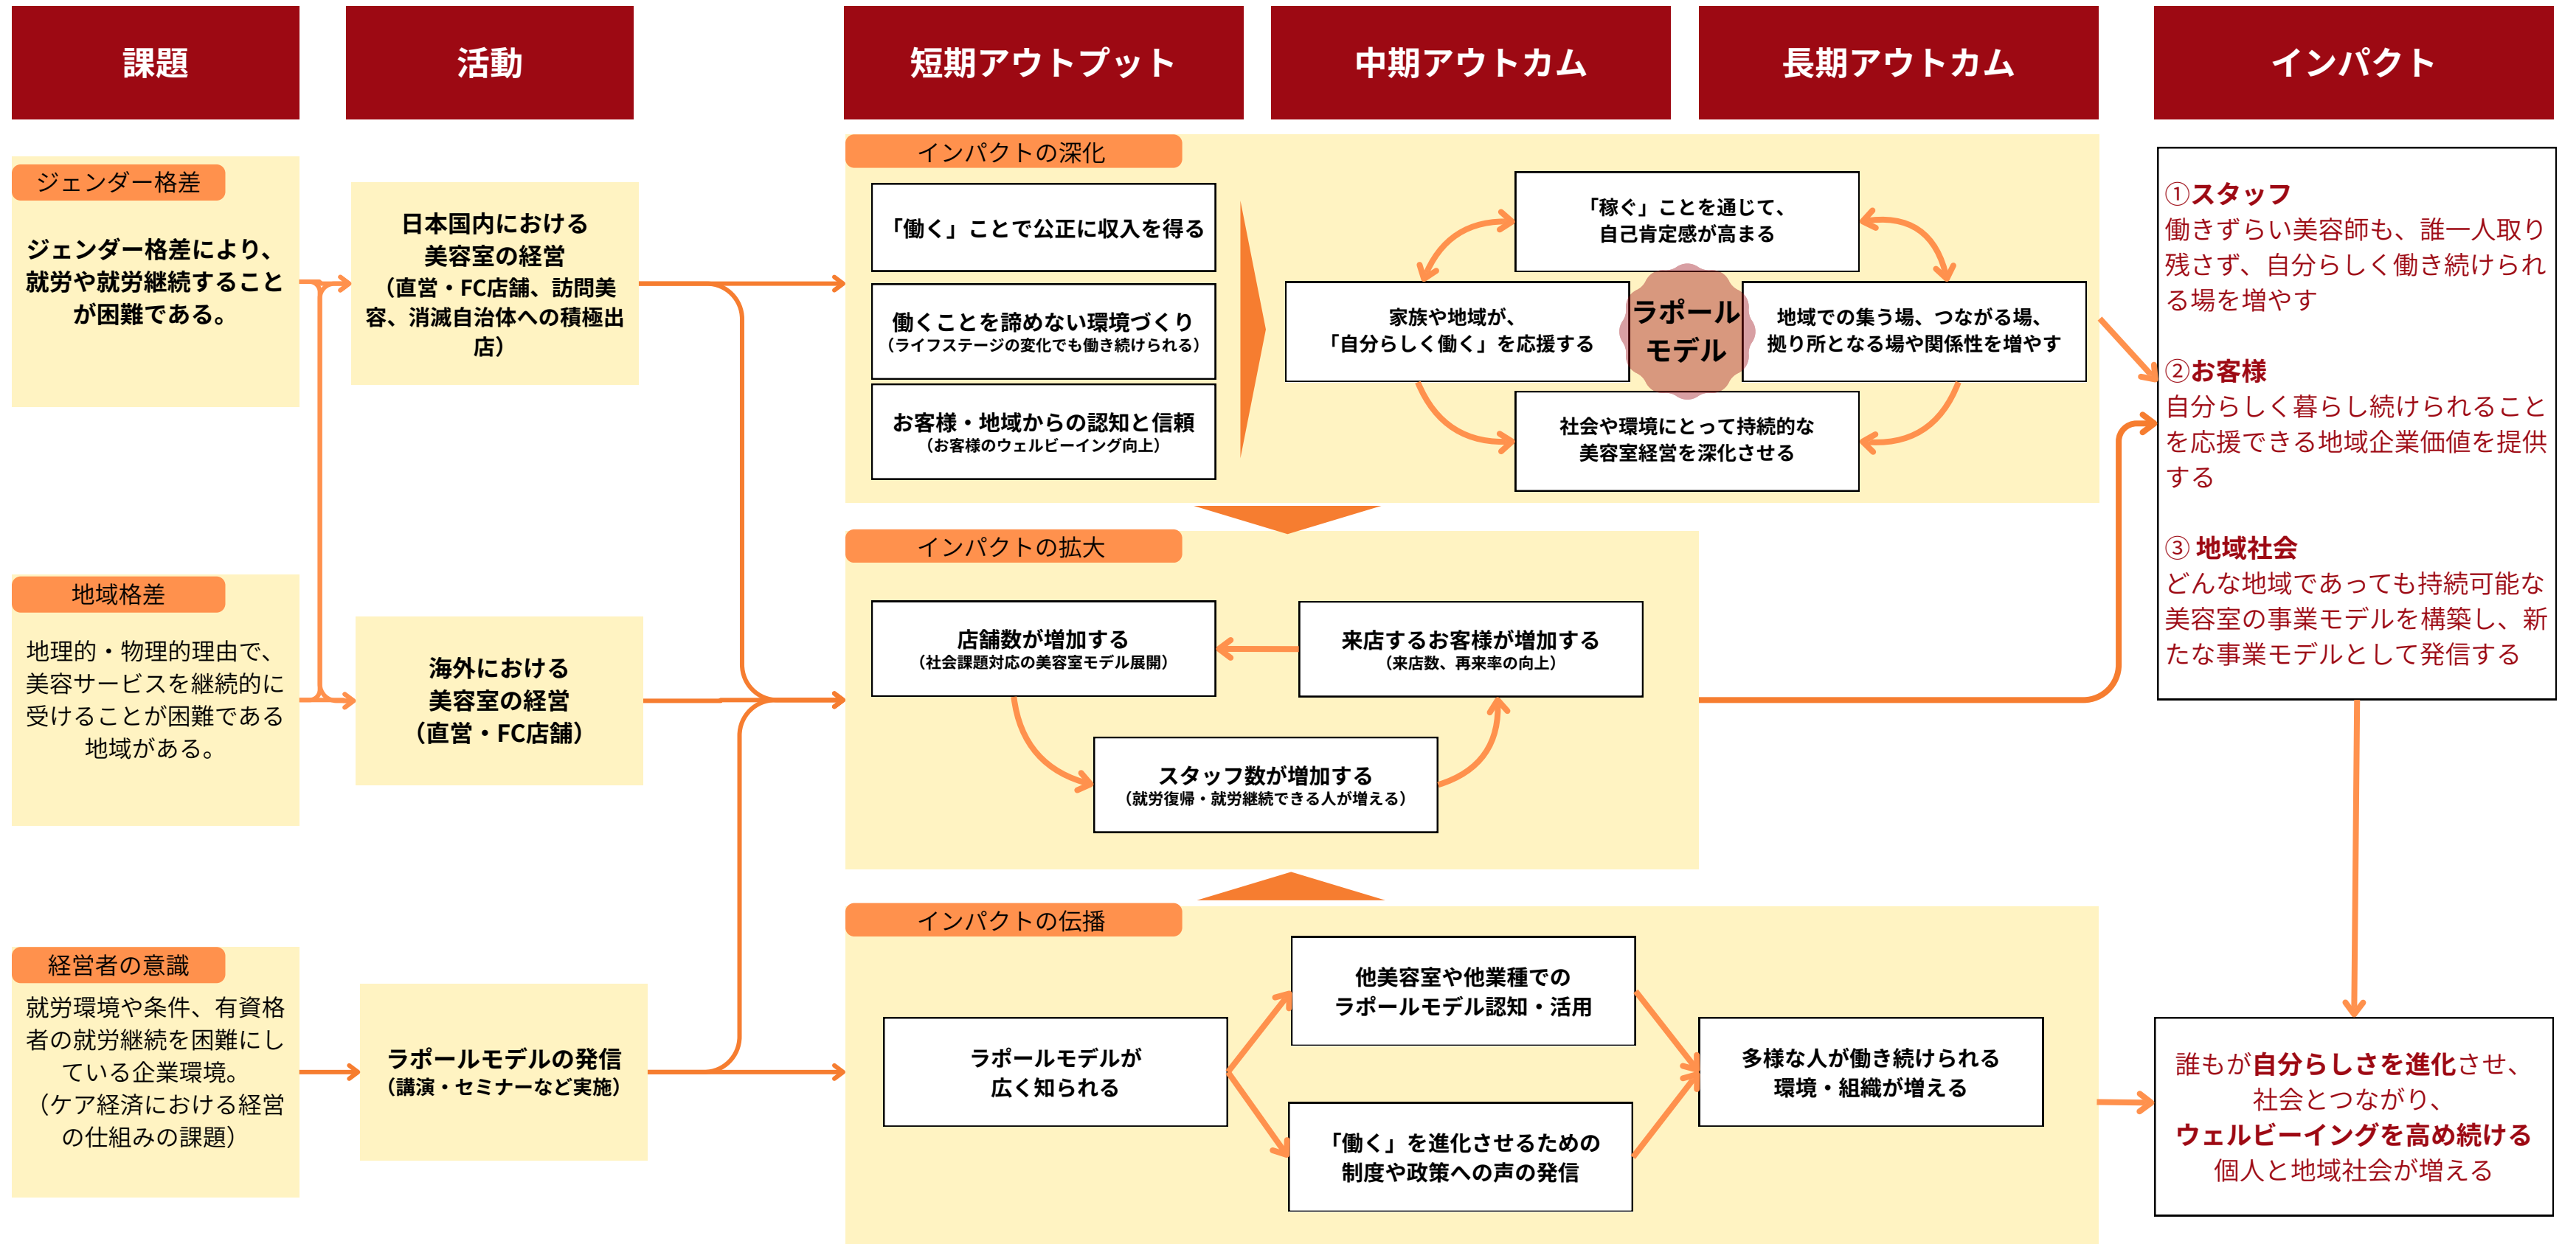 課題
活動
短期アウトプット
中期アウトカム
長期アウトカム
インパクト
ジェンダー格差
ジェンダー格差により、
就労や就労継続すること
が困難である。
地域格差
地理的・物理的理由で、
美容サービスを継続的に
受けることが困難である
地域がある。
経営者の意識
就労環境や条件、有資格
者の就労継続を困難にし
ている企業環境。
（ケア経済における経営
の仕組みの課題）
日本国内における
美容室の経営
（直営・FC店舗、訪問美
容、消滅自治体への積極出
店）
海外における
美容室の経営
（直営・FC店舗）
ラポールモデルの発信
（講演・セミナーなど実施）
インパクトの深化
「働く」ことで公正に収入を得る
働くことを諦めない環境づくり
（ライフステージの変化でも働き続けられる）
お客様・地域からの認知と信頼
（お客様のウェルビーイング向上）
「稼ぐ」ことを通じて、
自己肯定感が高まる
家族や地域が、
「自分らしく働く」を応援する
ラポール
モデル
地域での集う場、つながる場、
拠り所となる場や関係性を増やす
社会や環境にとって持続的な
美容室経営を深化させる
インパクトの拡大
店舗数が増加する
（社会課題対応の美容室モデル展開）
来店するお客様が増加する
（来店数、再来率の向上）
スタッフ数が増加する
（就労復帰・就労継続できる人が増える）
インパクトの伝播
ラポールモデルが
広く知られる
他美容室や他業種での
ラポールモデル認知・活用
「働く」を進化させるための
制度や政策への声の発信
多様な人が働き続けられる
環境・組織が増える
①スタッフ
働きずらい美容師も、誰一人取り
残さず、自分らしく働き続けられ
る場を増やす
②お客様
自分らしく暮らし続けられること
を応援できる地域企業価値を提供
する
③ 地域社会
どんな地域であっても持続可能な
美容室の事業モデルを構築し、新
たな事業モデルとして発信する
誰もが自分らしさを進化させ、
社会とつながり、
ウェルビーイングを高め続ける
個人と地域社会が増える